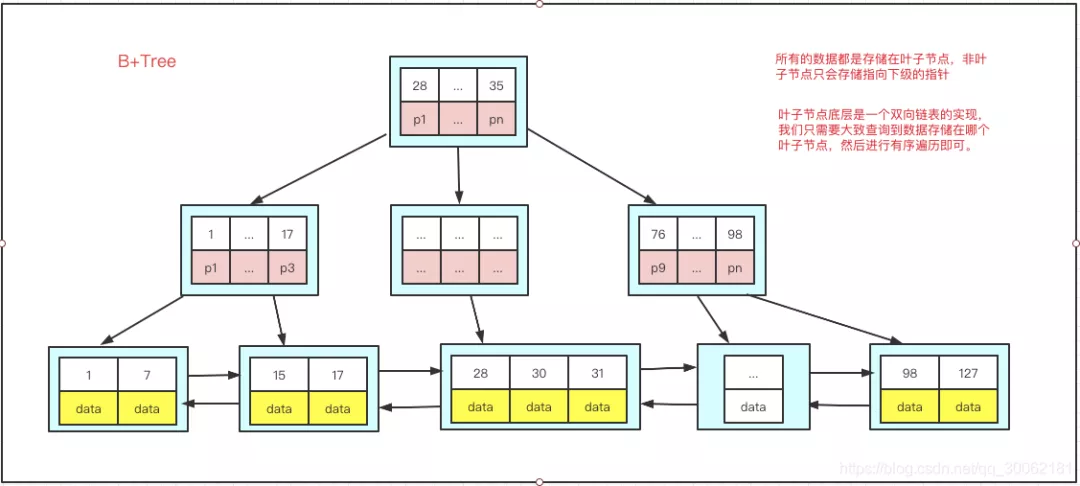 B+Tree
所有的数据都是存储在叶子节点，非叶
子节点只会存储指向下级的指针
叶子节点底层是一个双向链表的实现，
我们只需要大致查询到数据存储在哪个
叶子节点，然后进行有序遍历即可。
28 ... 35
p1 ... pn
1 ... 17
p1 ... p3
... ... ...
... ... ...
76 ... 98
p9 ... pn
1 7
data data
15 17
data data
28 30 31
data data data
...
data
98 127
data data
https://blog.csdn.net/qq_30062181